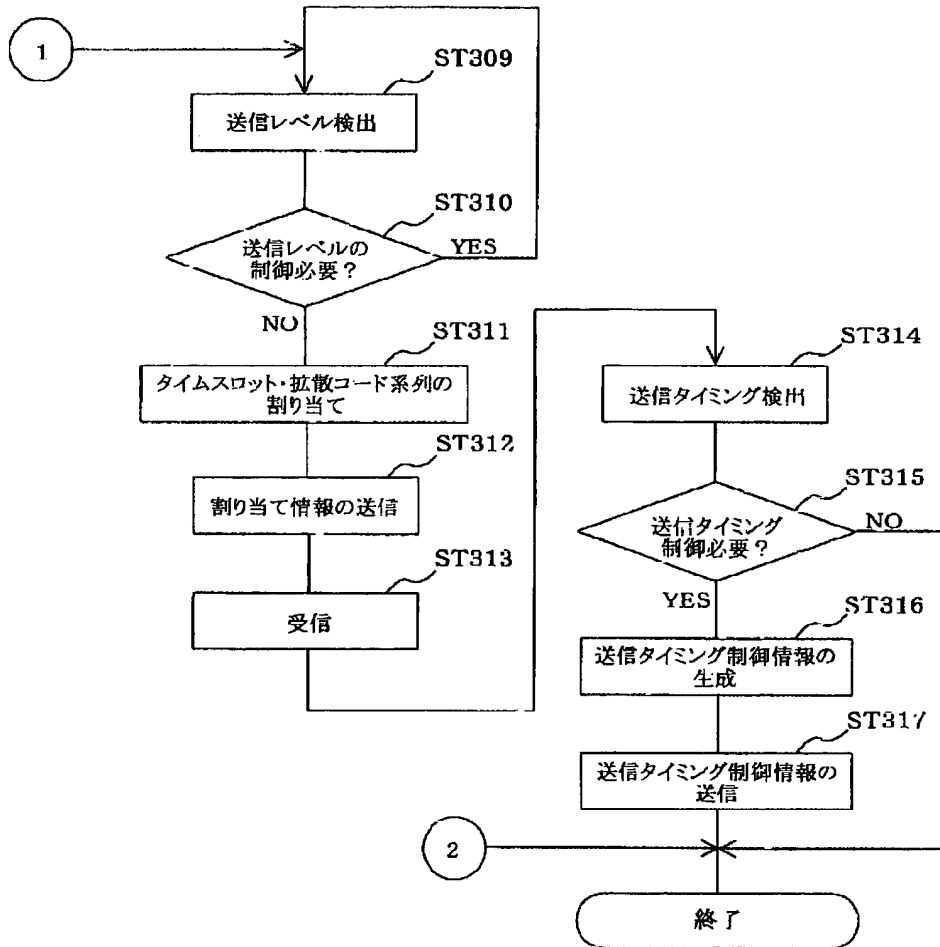 1
ST309
送信レベル検出
ST310
送信レベルの
制御必要？
YES
NO
ST311
タイムスロット・拡散コード系列の
割り当て
ST312
割り当て情報の送信
ST313
受信
ST314
送信タイミング検出
ST315
送信タイミング
制御必要？
NO
YES
ST316
送信タイミング制御情報の
生成
ST317
送信タイミング制御情報の
送信
2
終了